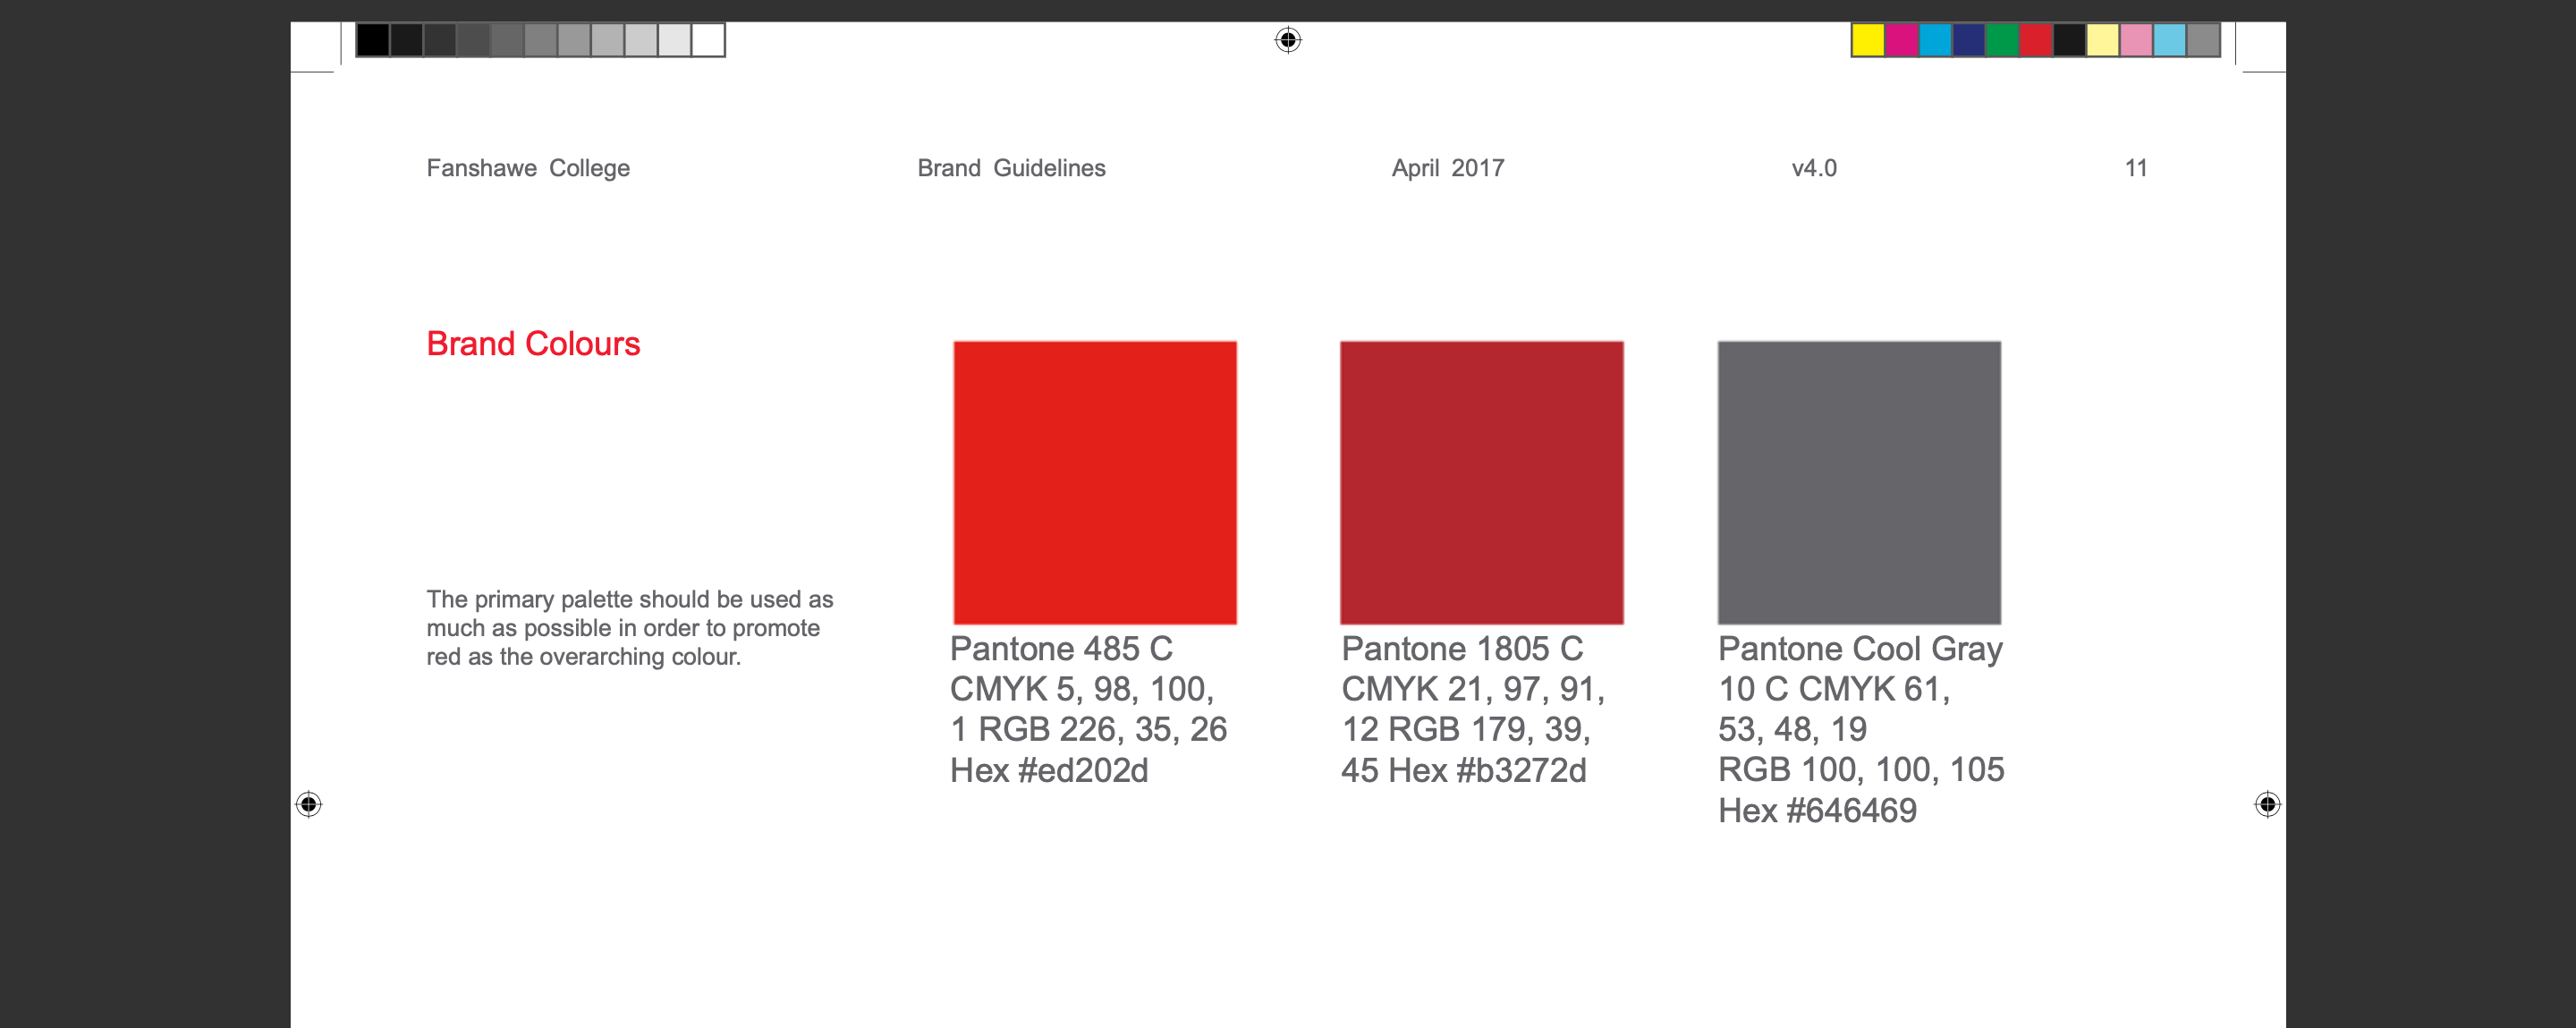 Fanshawe College Brand Guidelines April 2017 v4.0 11
Brand Colours
The primary palette should be used as
much as possible in order to promote
red as the overarching colour.
Pantone 485 C
CMYK 5, 98, 100,
1 RGB 226, 35, 26
Hex #ed202d
Pantone 1805 C
CMYK 21, 97, 91,
12 RGB 179, 39,
45 Hex #b3272d
Pantone Cool Gray
10 C CMYK 61,
53, 48, 19
RGB 100, 100, 105
Hex #646469